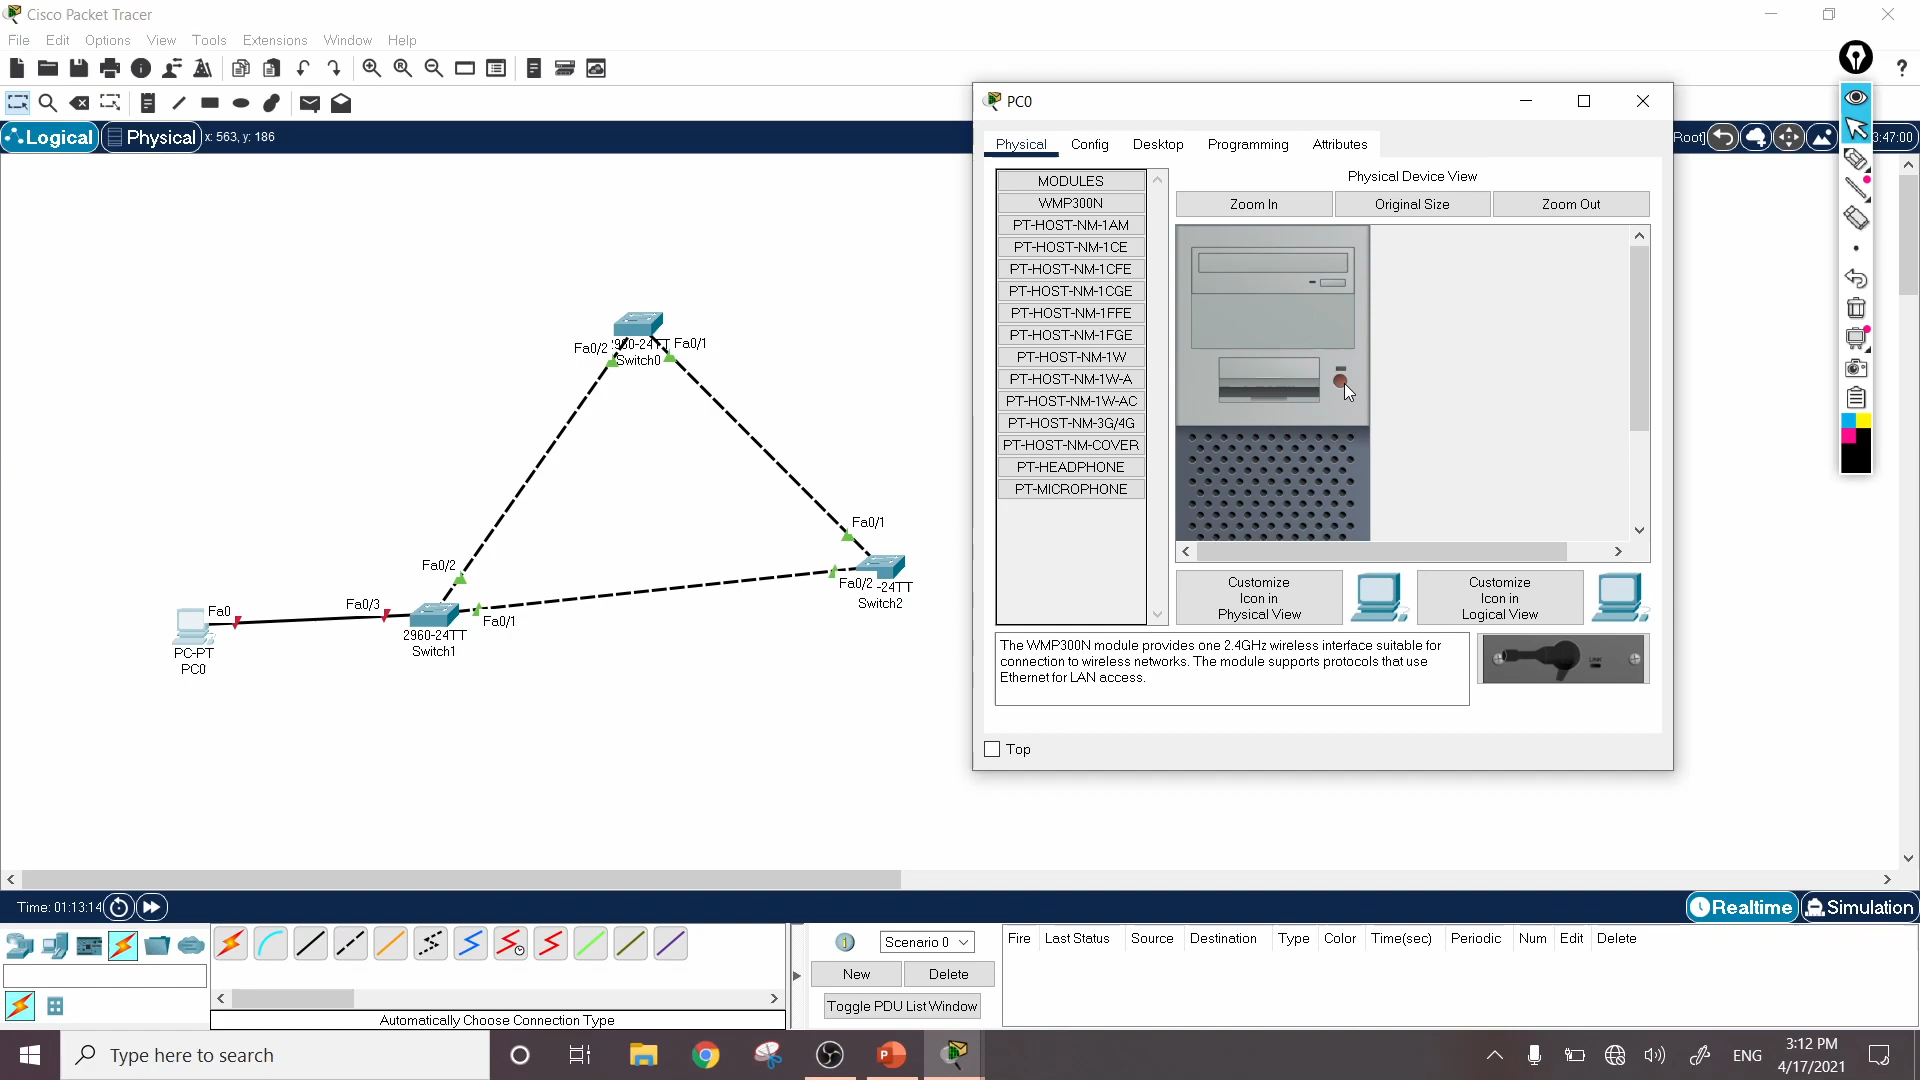 Cisco Packet Tracer
File Edit Options View Tools Extensions Window Help
?
Logical Physical x: 563, y: 186
Root] 3:47:00
PC0
Physical Config Desktop Programming Attributes
MODULES
WMP300N
PT-HOST-NM-1AM
PT-HOST-NM-1CE
PT-HOST-NM-1CFE
PT-HOST-NM-1CGE
PT-HOST-NM-1FFE
PT-HOST-NM-1FGE
PT-HOST-NM-1W
PT-HOST-NM-1W-A
PT-HOST-NM-1W-AC
PT-HOST-NM-3G/4G
PT-HOST-NM-COVER
PT-HEADPHONE
PT-MICROPHONE
Physical Device View
Zoom In Original Size Zoom Out
Customize
Icon in
Physical View
Customize
Icon in
Logical View
The WMP300N module provides one 2.4GHz wireless interface suitable for
connection to wireless networks. The module supports protocols that use
Ethernet for LAN access.
LINK
Top
Fa0/2 Fa0/1
Switch0
Fa0/1
Fa0/2 -24TT
Switch2
Fa0/2
Fa0/3
Fa0/1
2960-24TT
Switch1
Fa0
PC-PT
PC0
Time: 01:13:14
Realtime Simulation
Automatically Choose Connection Type
Scenario 0
New Delete
Toggle PDU List Window
Fire Last Status Source Destination Type Color Time(sec) Periodic Num Edit Delete
Type here to search
ENG
3:12 PM
4/17/2021